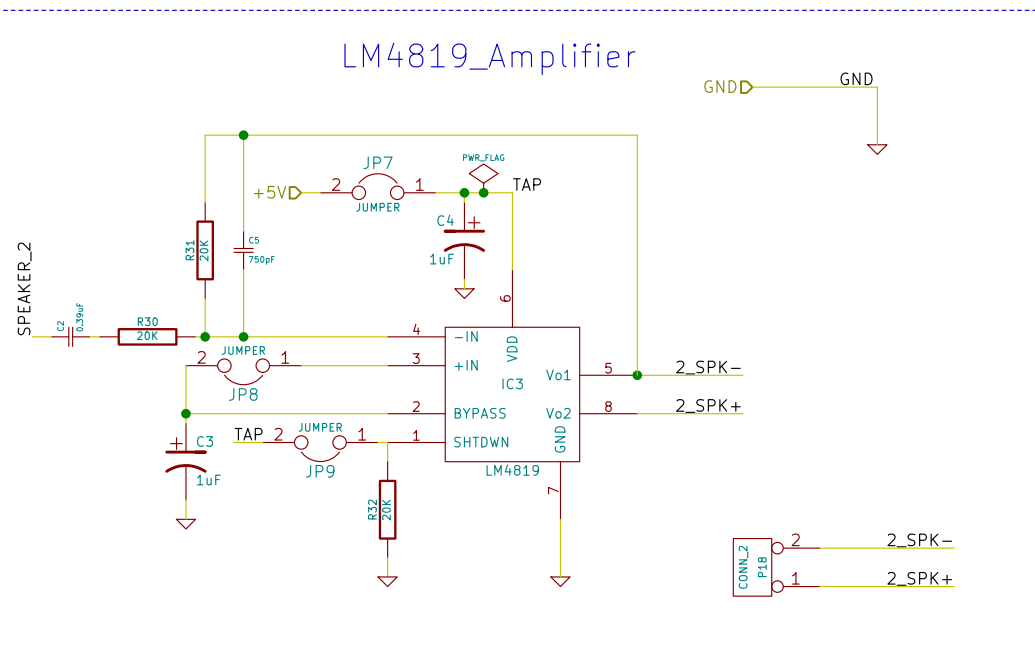 LM4819_Amplifier
GND
GND
PWR_FLAG
JP7
+5V
2
1
TAP
JUMPER
C4
1uF
R31
20K
C5
750pF
SPEAKER_2
C2
0.39uF
R30
20K
6
4
-IN
VDD
JUMPER
2
1
3
+IN
JP8
IC3
Vo1
5
2_SPK-
2
BYPASS
Vo2
8
2_SPK+
GND
TAP
2
JUMPER
1
1
SHTDWN
JP9
C3
1uF
LM4819
7
R32
20K
CONN_2
P18
2
2_SPK-
1
2_SPK+